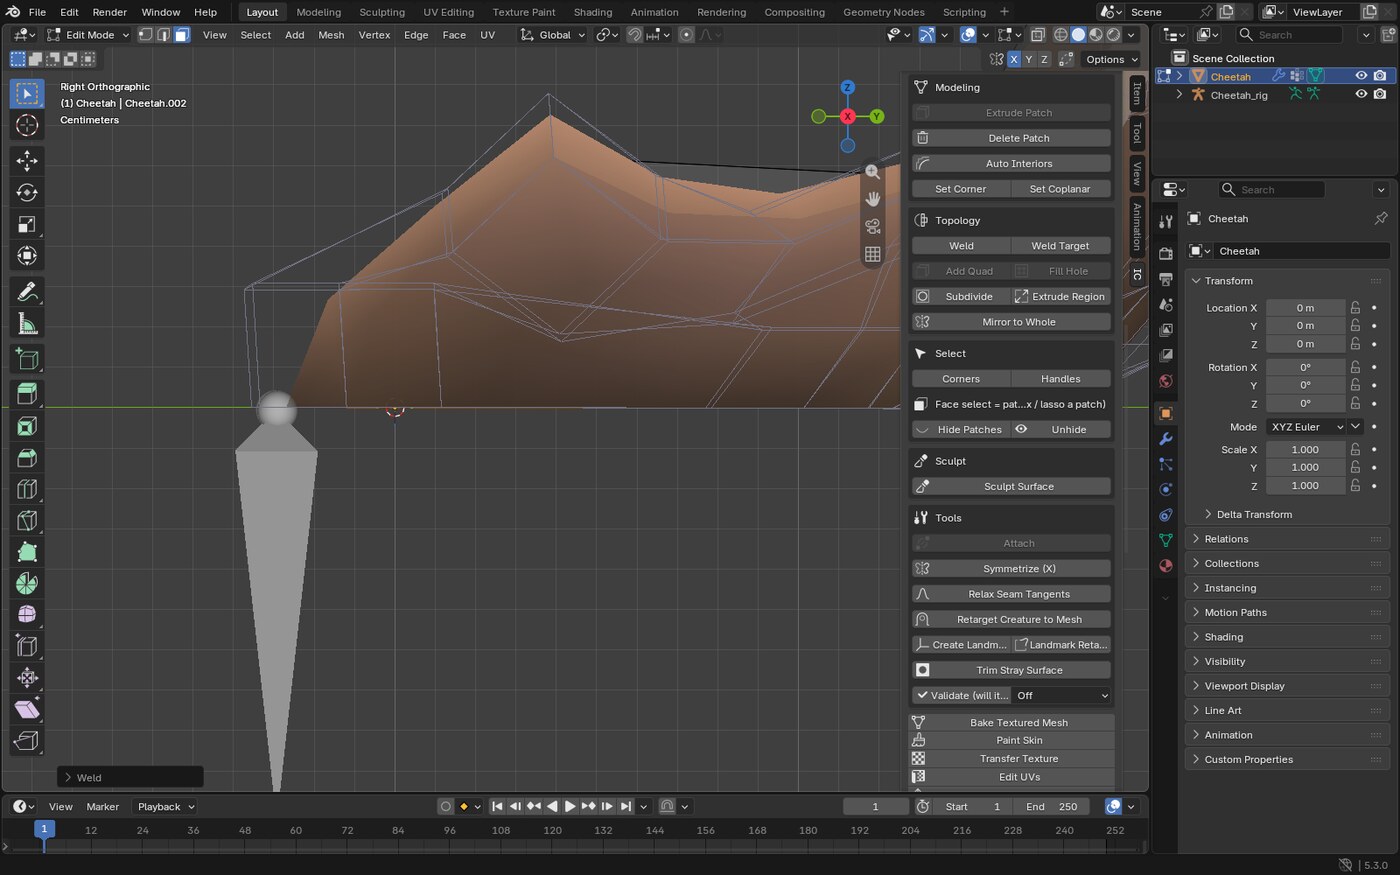 File Edit Render Window Help Layout Modeling Sculpting UV Editing Texture Paint Shading Animation Rendering Compositing Geometry Nodes Scripting + Scene ViewLayer
Edit Mode View Select Add Mesh Vertex Edge Face UV Global Search
X Y Z Options
Right Orthographic
(1) Cheetah | Cheetah.002
Centimeters
Z
X
Y
Item
Tool
View
Animation
IC
Modeling
Extrude Patch
Delete Patch
Auto Interiors
Set Corner Set Coplanar
Topology
Weld Weld Target
Add Quad Fill Hole
Subdivide Extrude Region
Mirror to Whole
Select
Corners Handles
Face select = pat...x / lasso a patch)
Hide Patches Unhide
Sculpt
Sculpt Surface
Tools
Attach
Symmetrize (X)
Relax Seam Tangents
Retarget Creature to Mesh
Create Landm... Landmark Reta...
Trim Stray Surface
Validate (will it... Off
Bake Textured Mesh
Paint Skin
Transfer Texture
Edit UVs
Weld
Scene Collection
Cheetah
Cheetah_rig
Search
Cheetah
Cheetah
Transform
Location X 0 m
Y 0 m
Z 0 m
Rotation X 0°
Y 0°
Z 0°
Mode XYZ Euler
Scale X 1.000
Y 1.000
Z 1.000
Delta Transform
Relations
Collections
Instancing
Motion Paths
Shading
Visibility
Viewport Display
Line Art
Animation
Custom Properties
View Marker Playback 1 Start 1 End 250
1 12 24 36 48 60 72 84 96 108 120 132 144 156 168 180 192 204 216 228 240 252
5.3.0